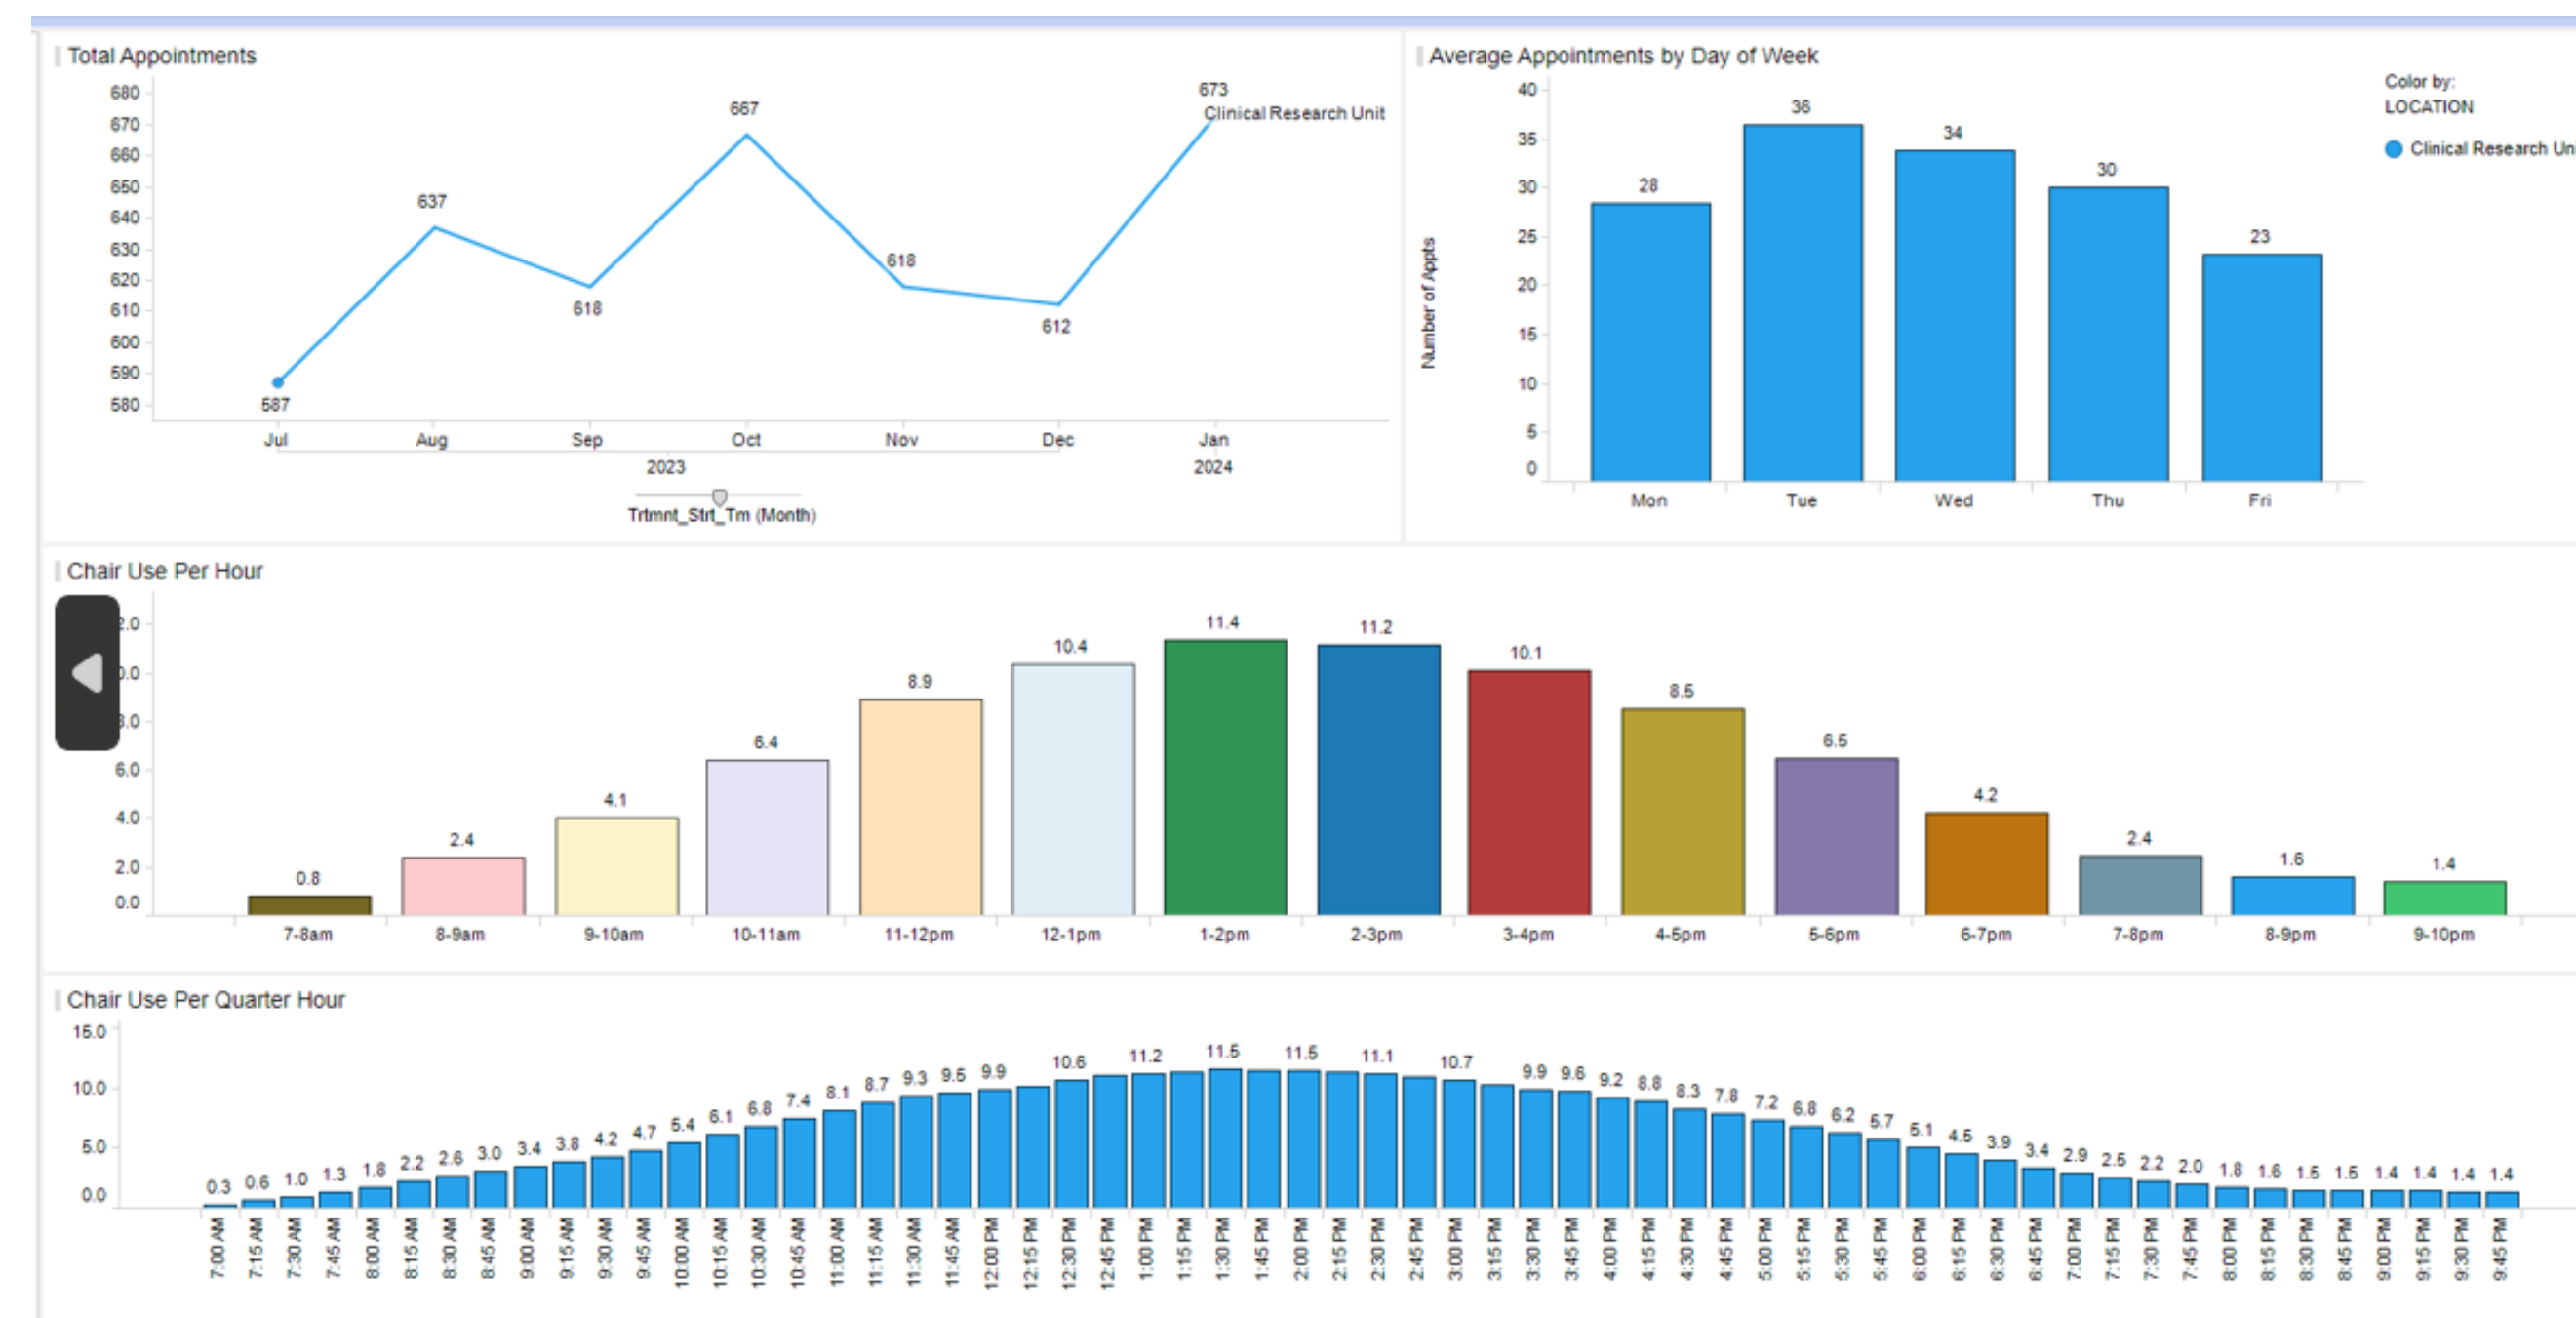 Total Appointments
680
670
660
650
640
630
620
610
600
590
580
587
637
618
667
618
612
673
Clinical Research Unit
Jul Aug Sep Oct Nov Dec Jan
2023 2024
Trtmnt_Strt_Tm (Month)
Average Appointments by Day of Week
Number of Appts
40
35
30
25
20
15
10
5
0
28 36 34 30 23
Mon Tue Wed Thu Fri
Color by:
LOCATION
Clinical Research
Chair Use Per Hour
6.0
4.0
2.0
0.0
0.8 2.4 4.1 6.4 8.9 10.4 11.4 11.2 10.1 8.5 6.5 4.2 2.4 1.6 1.4
7-8am 8-9am 9-10am 10-11am 11-12pm 12-1pm 1-2pm 2-3pm 3-4pm 4-5pm 5-6pm 6-7pm 7-8pm 8-9pm 9-10pm
Chair Use Per Quarter Hour
15.0
10.0
5.0
0.0
0.3 0.6 1.0 1.3 1.8 2.2 2.6 3.0 3.4 3.8 4.2 4.7 5.4 6.1 6.8 7.4 8.1 8.7 9.3 9.5 9.9 10.6 11.2 11.5 11.5 11.1 10.7 9.9 9.6 9.2 8.8 8.3 7.8 7.2 6.8 6.2 5.7 5.1 4.5 3.9 3.4 2.9 2.5 2.2 2.0 1.8 1.6 1.5 1.5 1.4 1.4 1.4 1.4
7:00 AM 7:15 AM 7:30 AM 7:45 AM 8:00 AM 8:15 AM 8:30 AM 8:45 AM 9:00 AM 9:15 AM 9:30 AM 9:45 AM 10:00 AM 10:15 AM 10:30 AM 10:45 AM 11:00 AM 11:15 AM 11:30 AM 11:45 AM 12:00 PM 12:15 PM 12:30 PM 12:45 PM 1:00 PM 1:15 PM 1:30 PM 1:45 PM 2:00 PM 2:15 PM 2:30 PM 2:45 PM 3:00 PM 3:15 PM 3:30 PM 3:45 PM 4:00 PM 4:15 PM 4:30 PM 4:45 PM 5:00 PM 5:15 PM 5:30 PM 5:45 PM 6:00 PM 6:15 PM 6:30 PM 6:45 PM 7:00 PM 7:15 PM 7:30 PM 7:45 PM 8:00 PM 8:15 PM 8:30 PM 8:45 PM 9:00 PM 9:15 PM 9:30 PM 9:45 PM